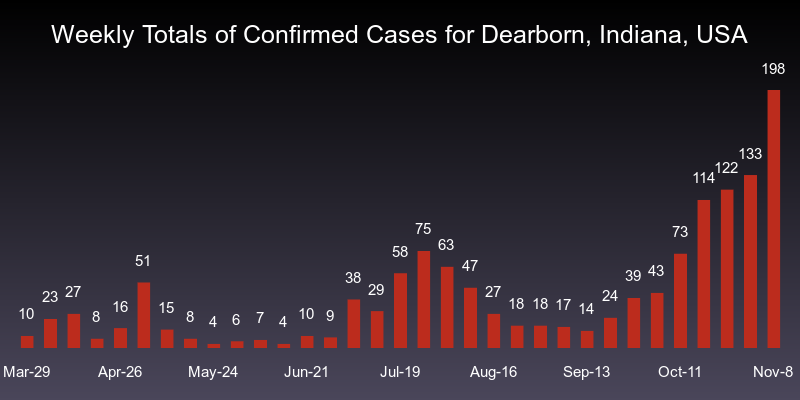 Weekly Totals of Confirmed Cases for Dearborn, Indiana, USA
10 23 27 8 16 51 15 8 4 6 7 4 10 9 38 29 58 75 63 47 27 18 18 17 14 24 39 43 73 114 122 133 198
Mar-29 Apr-26 May-24 Jun-21 Jul-19 Aug-16 Sep-13 Oct-11 Nov-8